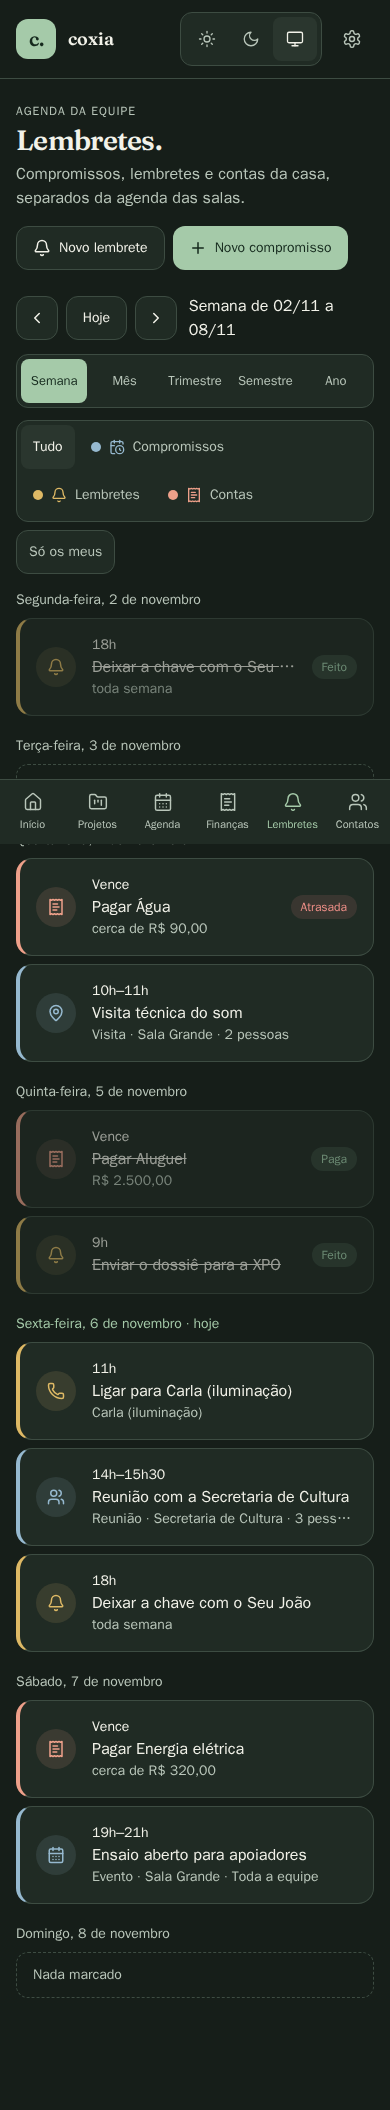 c. coxia
AGENDA DA EQUIPE
Lembretes.
Compromissos, lembretes e contas da casa,
separados da agenda das salas.
Novo lembrete
Novo compromisso
Hoje
Semana de 02/11 a
08/11
Semana Mês Trimestre Semestre Ano
Tudo Compromissos
Lembretes Contas
Só os meus
Segunda-feira, 2 de novembro
18h
Deixar a chave com o Seu ···
Feito
toda semana
Terça-feira, 3 de novembro
Início Projetos Agenda Finanças Lembretes Contatos
Vence
Pagar Água
Atrasada
cerca de R$ 90,00
10h–11h
Visita técnica do som
Visita · Sala Grande · 2 pessoas
Quinta-feira, 5 de novembro
Vence
Pagar Aluguel
Paga
R$ 2.500,00
9h
Enviar o dossiê para a XPO
Feito
Sexta-feira, 6 de novembro · hoje
11h
Ligar para Carla (iluminação)
Carla (iluminação)
14h–15h30
Reunião com a Secretaria de Cultura
Reunião · Secretaria de Cultura · 3 pess···
18h
Deixar a chave com o Seu João
toda semana
Sábado, 7 de novembro
Vence
Pagar Energia elétrica
cerca de R$ 320,00
19h–21h
Ensaio aberto para apoiadores
Evento · Sala Grande · Toda a equipe
Domingo, 8 de novembro
Nada marcado